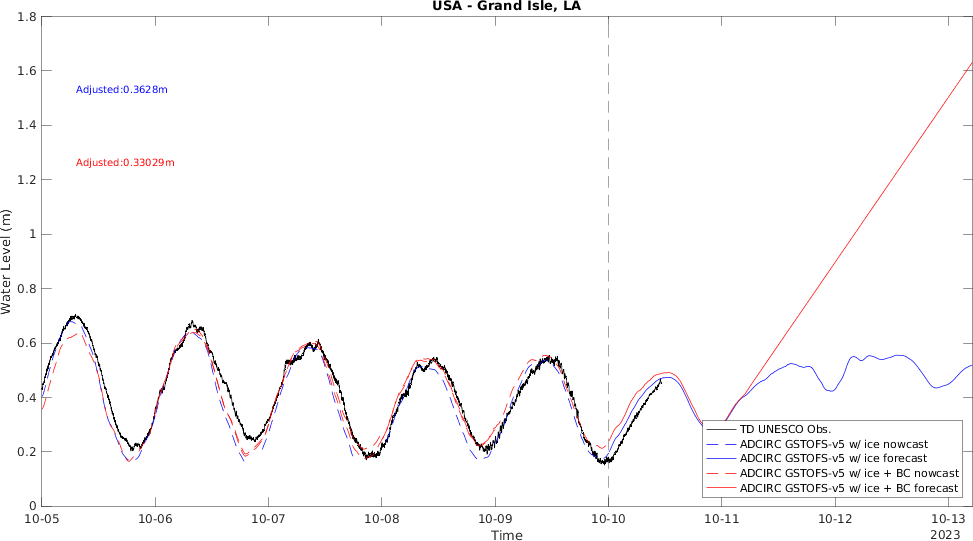 USA - Grand Isle, LA
1.8
1.6
1.4
1.2
1
0.8
0.6
0.4
0.2
0
Water Level (m)
Adjusted:0.3628m
Adjusted:0.33029m
TD UNESCO Obs.
ADCIRC GSTOFS-v5 w/ ice nowcast
ADCIRC GSTOFS-v5 w/ ice forecast
ADCIRC GSTOFS-v5 w/ ice + BC nowcast
ADCIRC GSTOFS-v5 w/ ice + BC forecast
10-05 10-06 10-07 10-08 10-09 10-10 10-11 10-12 10-13
Time 2023